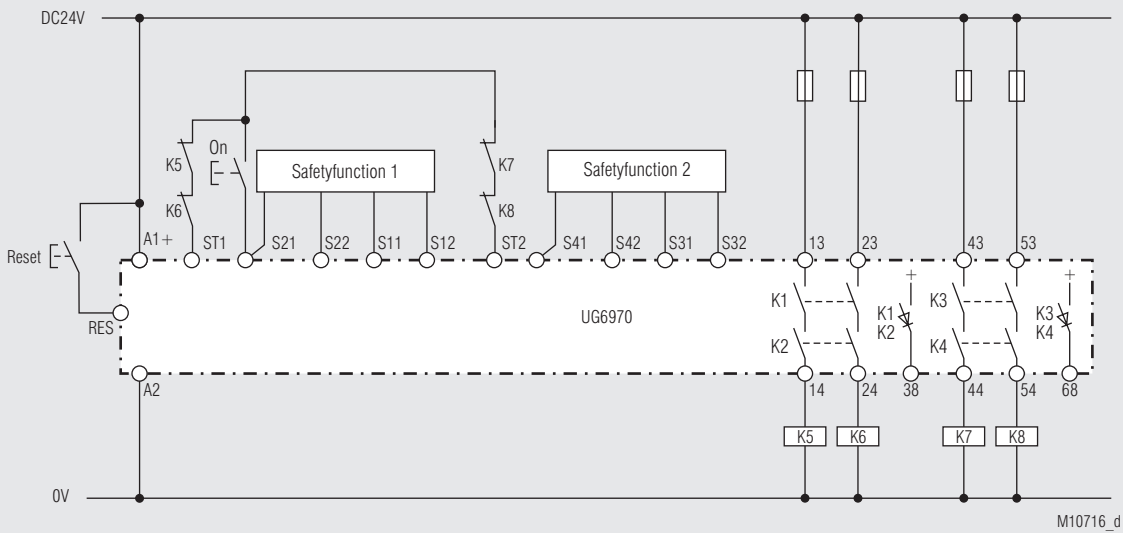 DC24V
On
K5
Safetyfunction 1
K7
Safetyfunction 2
K6
K8
A1+
ST1
S21
S22
S11
S12
ST2
S41
S42
S31
S32
13
23
43
53
Reset
RES
UG6970
K1
K2
+
K1
K2
K3
K4
+
K3
K4
A2
14
24
38
44
54
68
K5
K6
K7
K8
0V
M10716_d